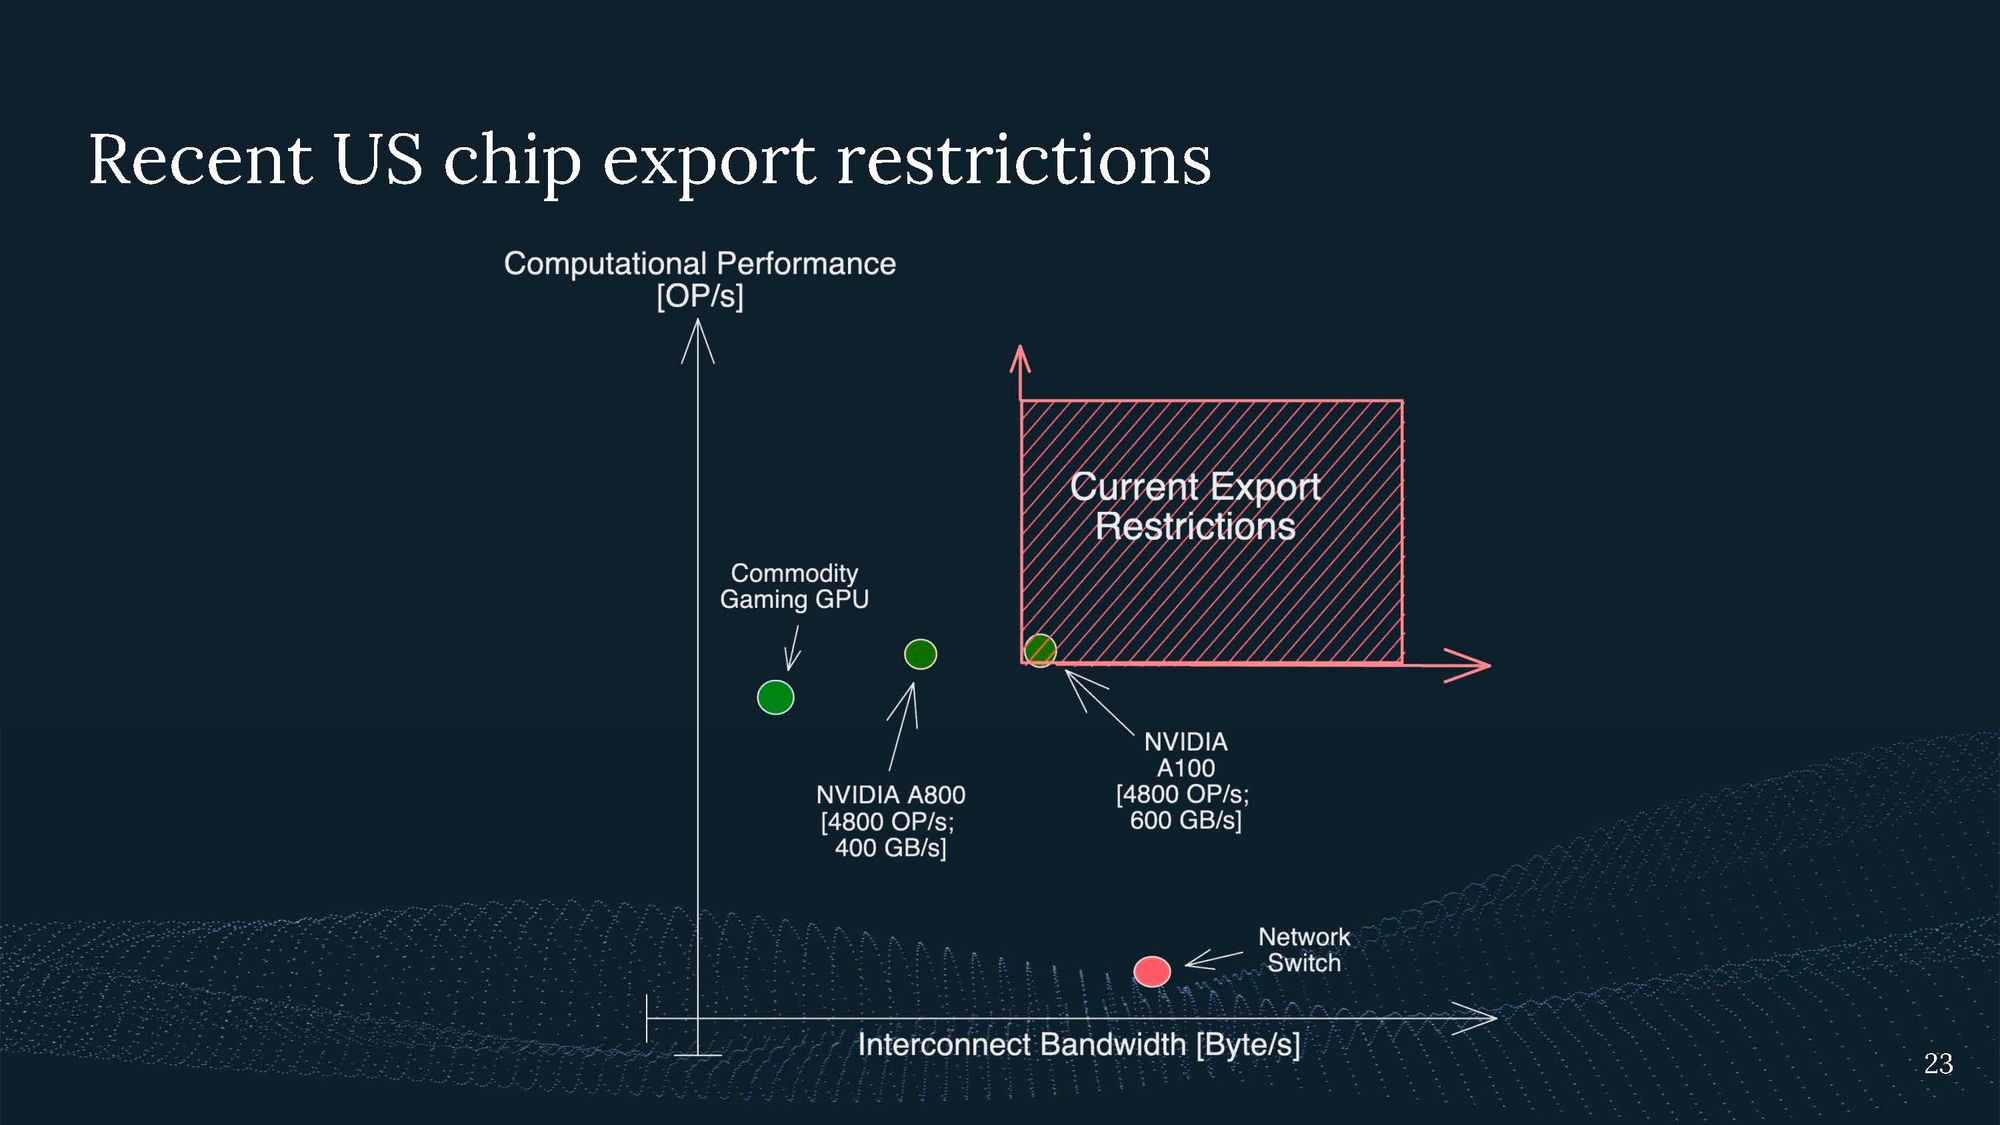 Recent US chip export restrictions
Computational Performance
[OP/s]
Current Export
Restrictions
Commodity
Gaming GPU
NVIDIA A800
[4800 OP/s;
400 GB/s]
NVIDIA
A100
[4800 OP/s;
600 GB/s]
Network
Switch
Interconnect Bandwidth [Byte/s]
23